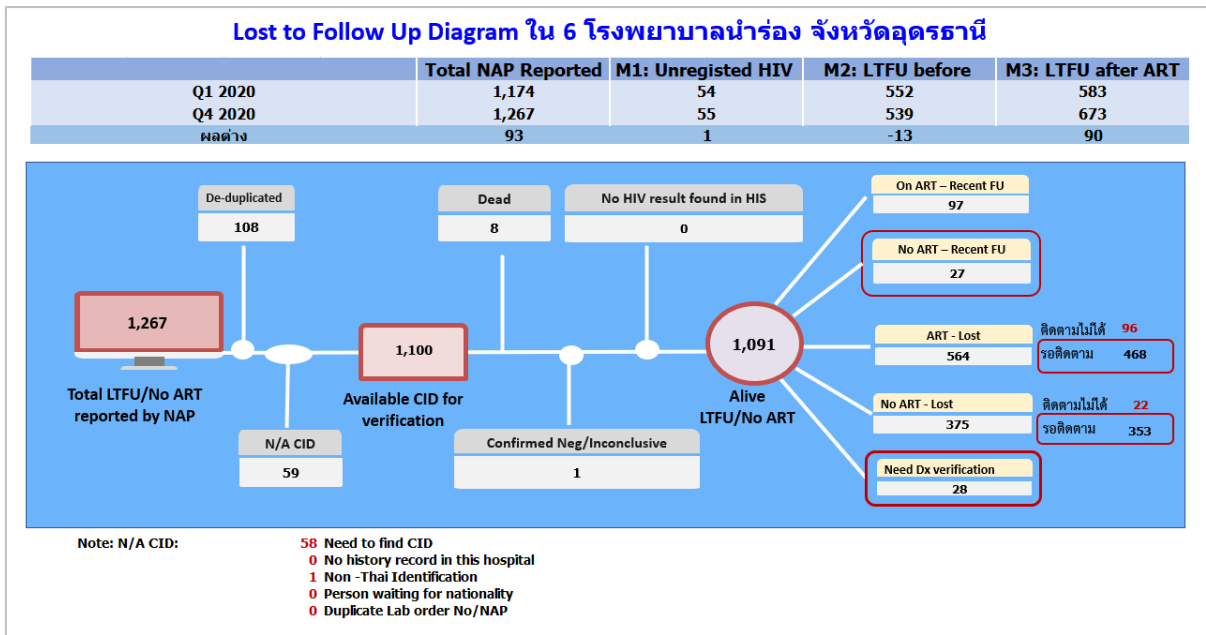 Lost to Follow Up Diagram ใน 6 โรงพยาบาลนำร่อง จังหวัดอุดรธานี
Total NAP Reported M1: Unregisted HIV M2: LTFU before M3: LTFU after ART
Q1 2020 1,174 54 552 583
Q4 2020 1,267 55 539 673
ผลต่าง 93 1 -13 90
De-duplicated
108
Dead
8
No HIV result found in HIS
0
On ART – Recent FU
97
No ART – Recent FU
27
1,267
Total LTFU/No ART
reported by NAP
1,100
Available CID for
verification
1,091
Alive
LTFU/No ART
ART - Lost
564
ติดตามไม่ได้ 96
รอติดตาม 468
No ART - Lost
375
ติดตามไม่ได้ 22
รอติดตาม 353
N/A CID
59
Confirmed Neg/Inconclusive
1
Need Dx verification
28
Note: N/A CID: 58 Need to find CID
0 No history record in this hospital
1 Non -Thai Identification
0 Person waiting for nationality
0 Duplicate Lab order No/NAP